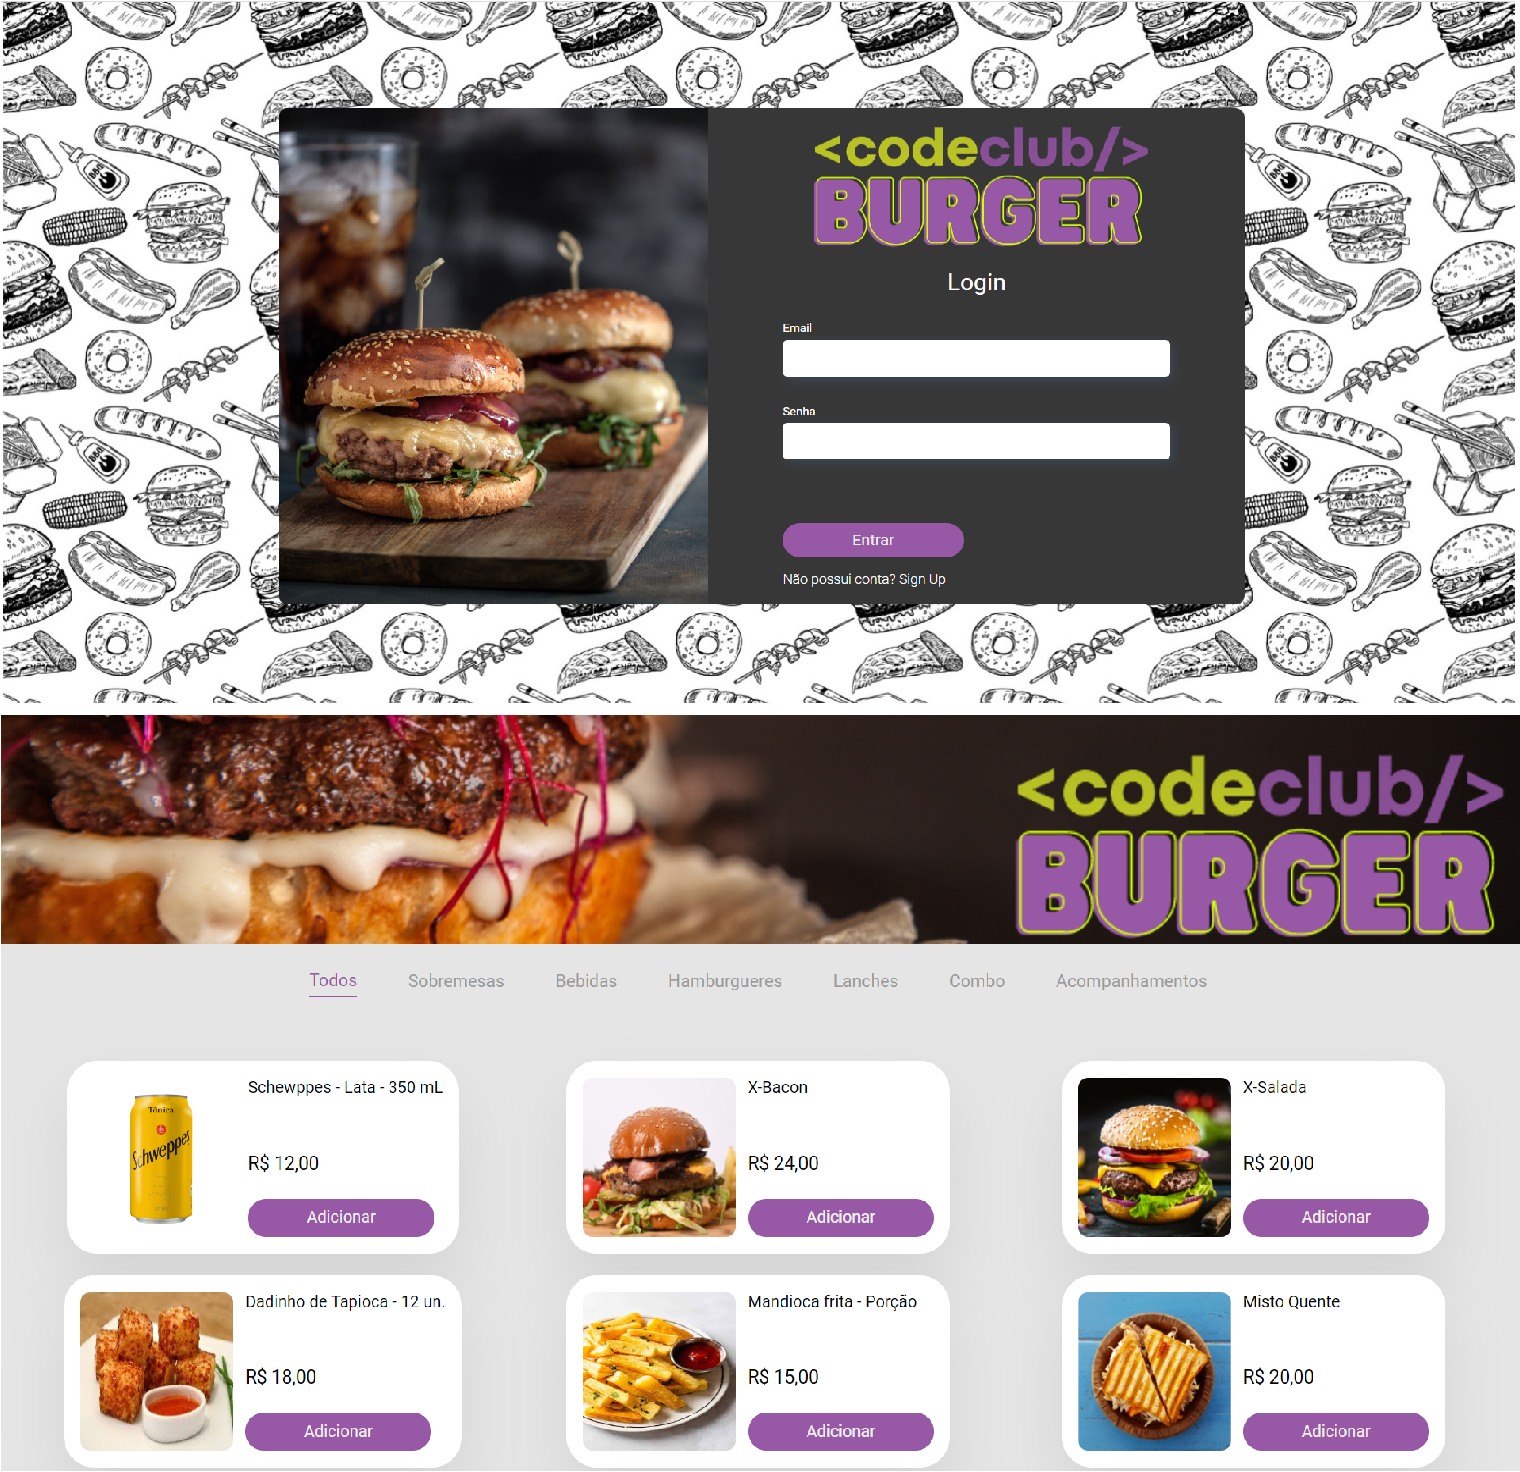 <codeclub/>
BURGER
Login
Email
Senha
Entrar
Não possui conta? Sign Up
<codeclub/>
BURGER
Todos Sobremesas Bebidas Hamburgueres Lanches Combo Acompanhamentos
Schewppes - Lata - 350 mL
Tônica
Schweppes
R$ 12,00
Adicionar
X-Bacon
R$ 24,00
Adicionar
X-Salada
R$ 20,00
Adicionar
Dadinho de Tapioca - 12 un.
R$ 18,00
Adicionar
Mandioca frita - Porção
R$ 15,00
Adicionar
Misto Quente
R$ 20,00
Adicionar